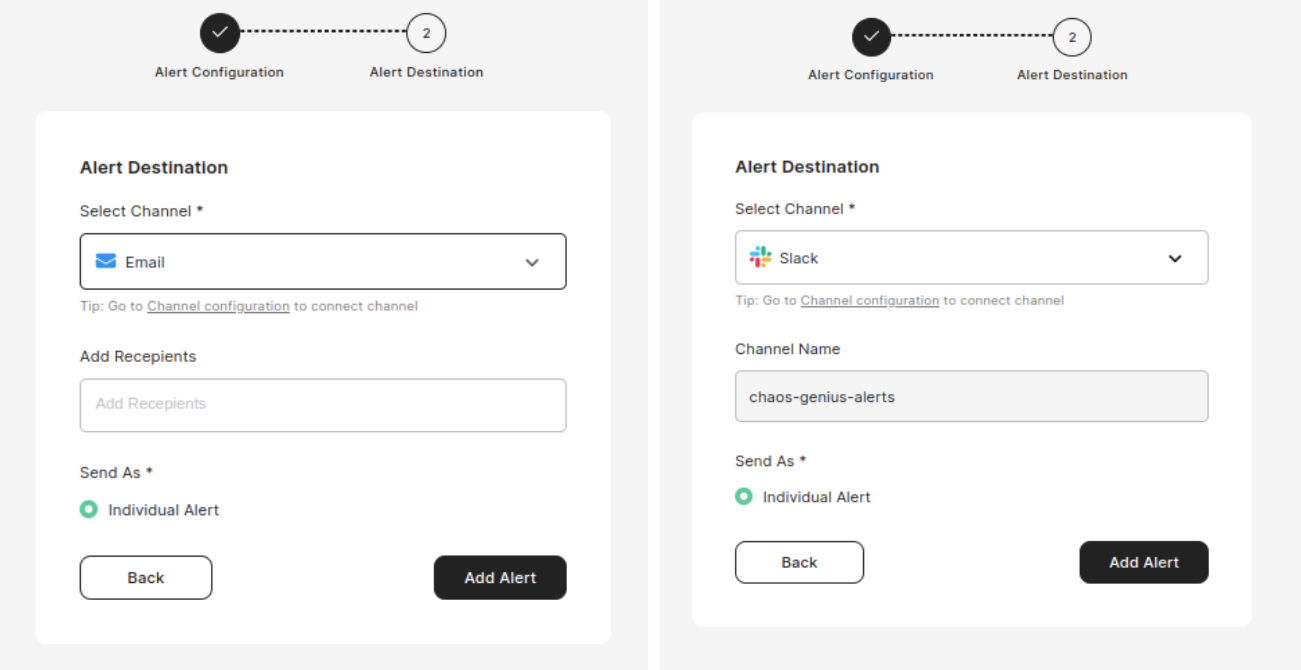 2
Alert Configuration
Alert Destination
Alert Destination
Select Channel *
Email
Tip: Go to Channel configuration to connect channel
Add Recepients
Add Recepients
Send As *
Individual Alert
Back
Add Alert
2
Alert Configuration
Alert Destination
Alert Destination
Select Channel *
Slack
Tip: Go to Channel configuration to connect channel
Channel Name
chaos-genius-alerts
Send As *
Individual Alert
Back
Add Alert